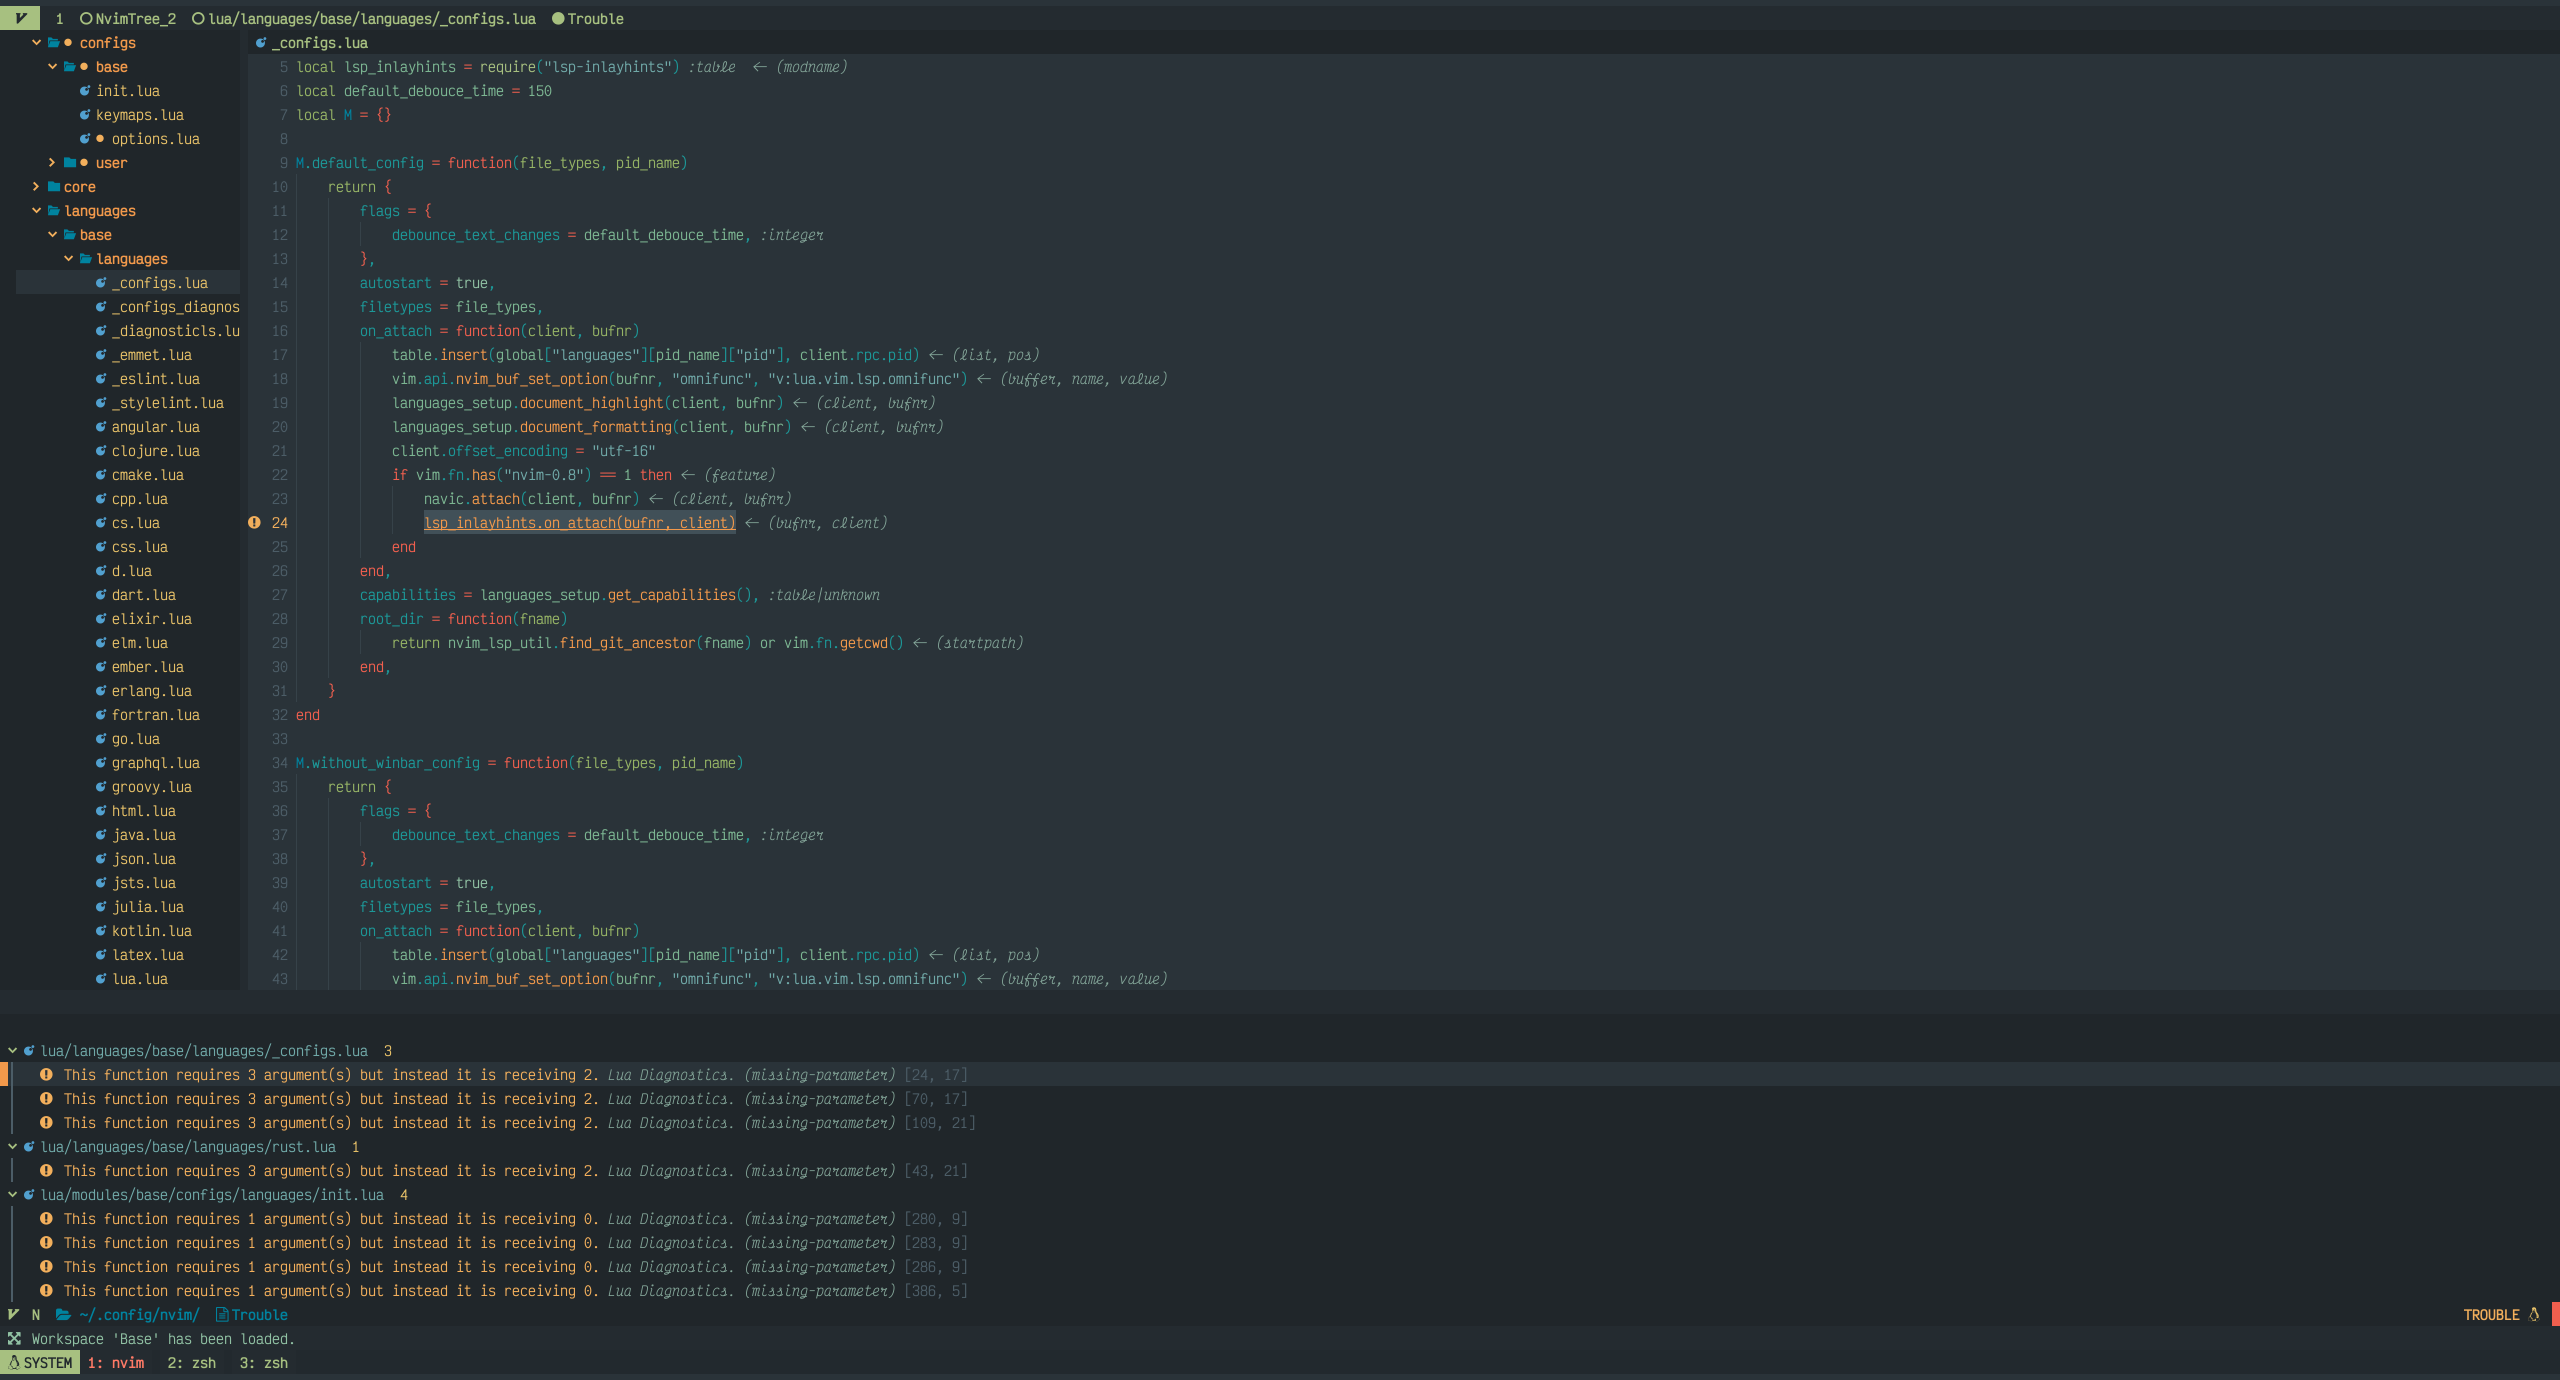 1 NvimTree_2 lua/languages/base/languages/_configs.lua Trouble
configs
base
init.lua
keymaps.lua
options.lua
user
core
languages
base
languages
_configs.lua
_configs_diagnos
_diagnosticls.lu
_emmet.lua
_eslint.lua
_stylelint.lua
angular.lua
clojure.lua
cmake.lua
cpp.lua
cs.lua
css.lua
d.lua
dart.lua
elixir.lua
elm.lua
ember.lua
erlang.lua
fortran.lua
go.lua
graphql.lua
groovy.lua
html.lua
java.lua
json.lua
jsts.lua
julia.lua
kotlin.lua
latex.lua
lua.lua
_configs.lua
5 local lsp_inlayhints = require("lsp-inlayhints") :table ← (modname)
6 local default_debouce_time = 150
7 local M = {}
8
9 M.default_config = function(file_types, pid_name)
10 return {
11 flags = {
12 debounce_text_changes = default_debouce_time, :integer
13 },
14 autostart = true,
15 filetypes = file_types,
16 on_attach = function(client, bufnr)
17 table.insert(global["languages"][pid_name]["pid"], client.rpc.pid) ← (list, pos)
18 vim.api.nvim_buf_set_option(bufnr, "omnifunc", "v:lua.vim.lsp.omnifunc") ← (buffer, name, value)
19 languages_setup.document_highlight(client, bufnr) ← (client, bufnr)
20 languages_setup.document_formatting(client, bufnr) ← (client, bufnr)
21 client.offset_encoding = "utf-16"
22 if vim.fn.has("nvim-0.8") == 1 then ← (feature)
23 navic.attach(client, bufnr) ← (client, bufnr)
24 lsp_inlayhints.on_attach(bufnr, client) ← (bufnr, client)
25 end
26 end,
27 capabilities = languages_setup.get_capabilities(), :table|unknown
28 root_dir = function(fname)
29 return nvim_lsp_util.find_git_ancestor(fname) or vim.fn.getcwd() ← (startpath)
30 end,
31 }
32 end
33
34 M.without_winbar_config = function(file_types, pid_name)
35 return {
36 flags = {
37 debounce_text_changes = default_debouce_time, :integer
38 },
39 autostart = true,
40 filetypes = file_types,
41 on_attach = function(client, bufnr)
42 table.insert(global["languages"][pid_name]["pid"], client.rpc.pid) ← (list, pos)
43 vim.api.nvim_buf_set_option(bufnr, "omnifunc", "v:lua.vim.lsp.omnifunc") ← (buffer, name, value)
lua/languages/base/languages/_configs.lua 3
This function requires 3 argument(s) but instead it is receiving 2. Lua Diagnostics. (missing-parameter) [24, 17]
This function requires 3 argument(s) but instead it is receiving 2. Lua Diagnostics. (missing-parameter) [70, 17]
This function requires 3 argument(s) but instead it is receiving 2. Lua Diagnostics. (missing-parameter) [109, 21]
lua/languages/base/languages/rust.lua 1
This function requires 3 argument(s) but instead it is receiving 2. Lua Diagnostics. (missing-parameter) [43, 21]
lua/modules/base/configs/languages/init.lua 4
This function requires 1 argument(s) but instead it is receiving 0. Lua Diagnostics. (missing-parameter) [280, 9]
This function requires 1 argument(s) but instead it is receiving 0. Lua Diagnostics. (missing-parameter) [283, 9]
This function requires 1 argument(s) but instead it is receiving 0. Lua Diagnostics. (missing-parameter) [286, 9]
This function requires 1 argument(s) but instead it is receiving 0. Lua Diagnostics. (missing-parameter) [386, 5]
N ~/.config/nvim/ Trouble TROUBLE
Workspace 'Base' has been loaded.
SYSTEM 1: nvim 2: zsh 3: zsh